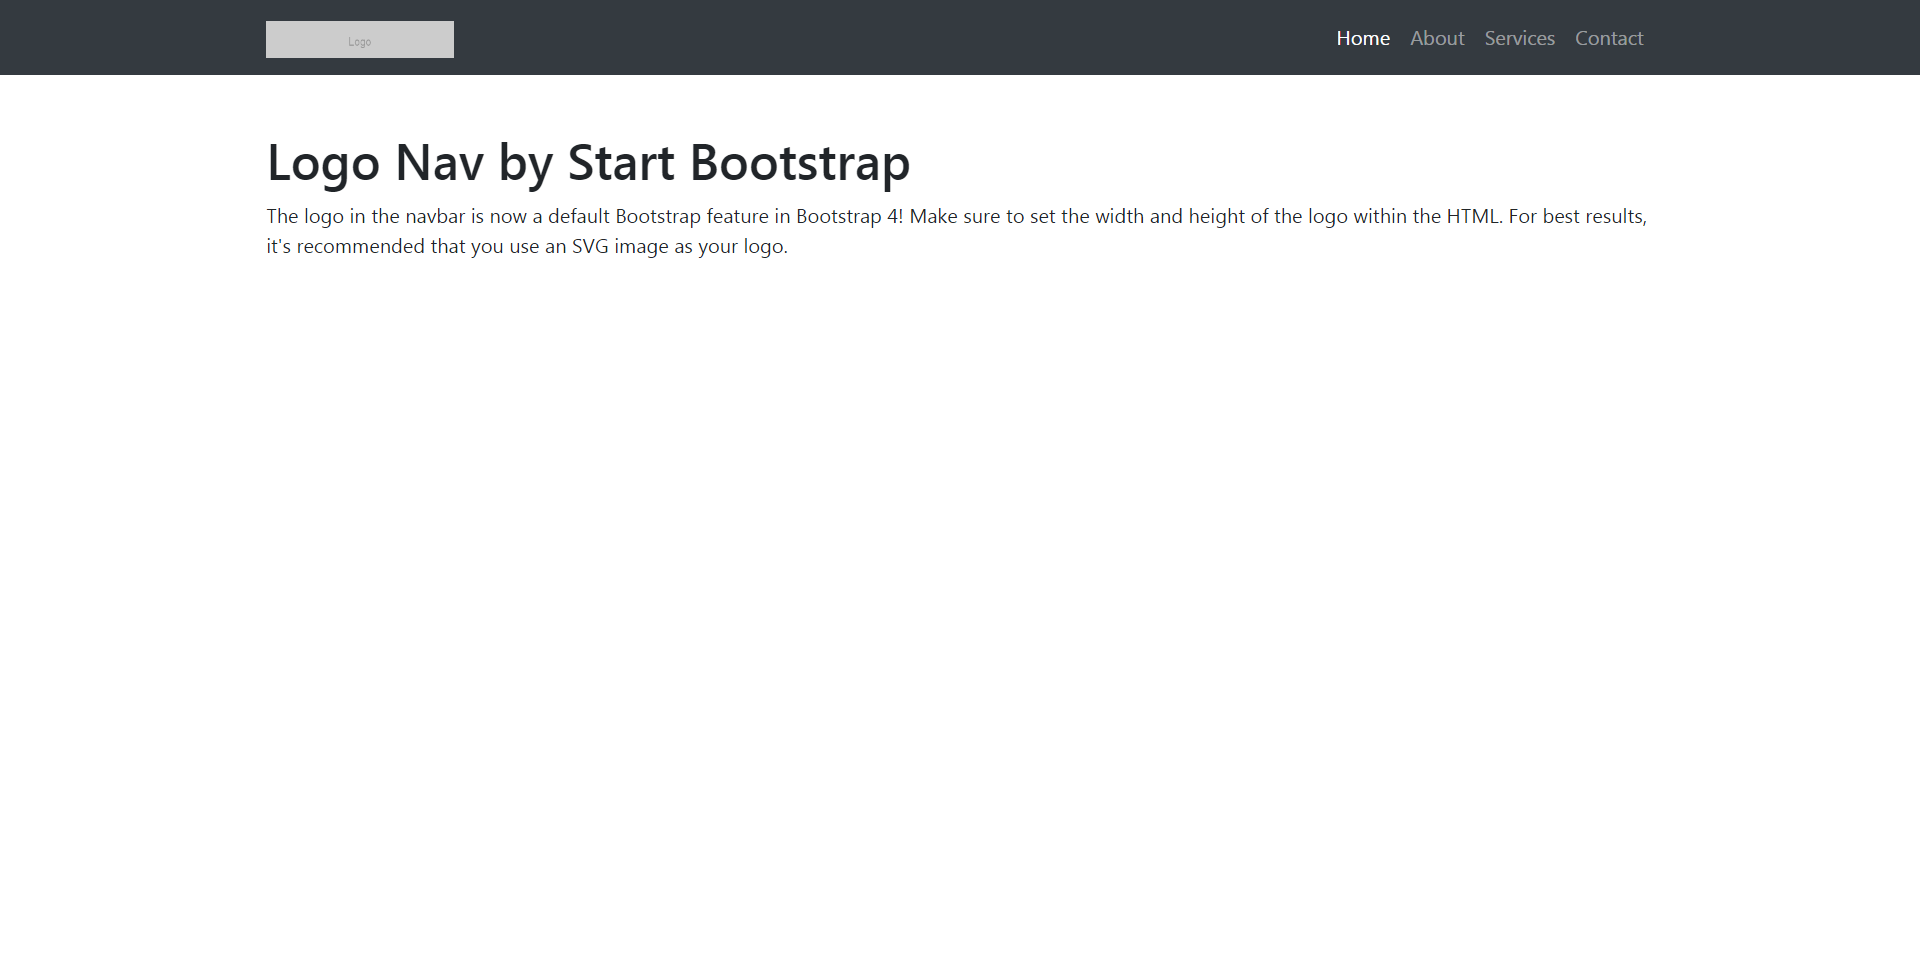 Logo
Home About Services Contact
Logo Nav by Start Bootstrap
The logo in the navbar is now a default Bootstrap feature in Bootstrap 4! Make sure to set the width and height of the logo within the HTML. For best results,
it's recommended that you use an SVG image as your logo.